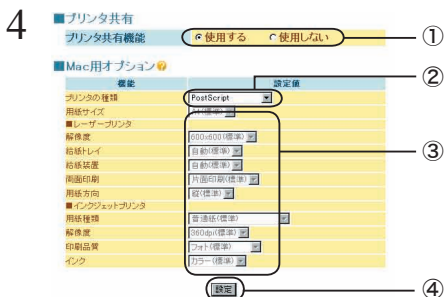 4
■プリンタ共有
プリンタ共有機能 使用する 使用しない ①
■Mac用オプション
機能 設定値 ②
プリンタの種類 PostScript
用紙サイズ A4(標準)
■レーザープリンタ
解像度 600x600(標準)
給紙トレイ 自動(標準) ③
給紙装置 自動(標準)
両面印刷 片面印刷(標準)
用紙方向 縦(標準)
■インクジェットプリンタ
用紙種類 普通紙(標準)
解像度 360dpi(標準)
印刷品質 フォト(標準)
インク カラー(標準)
設定 ④